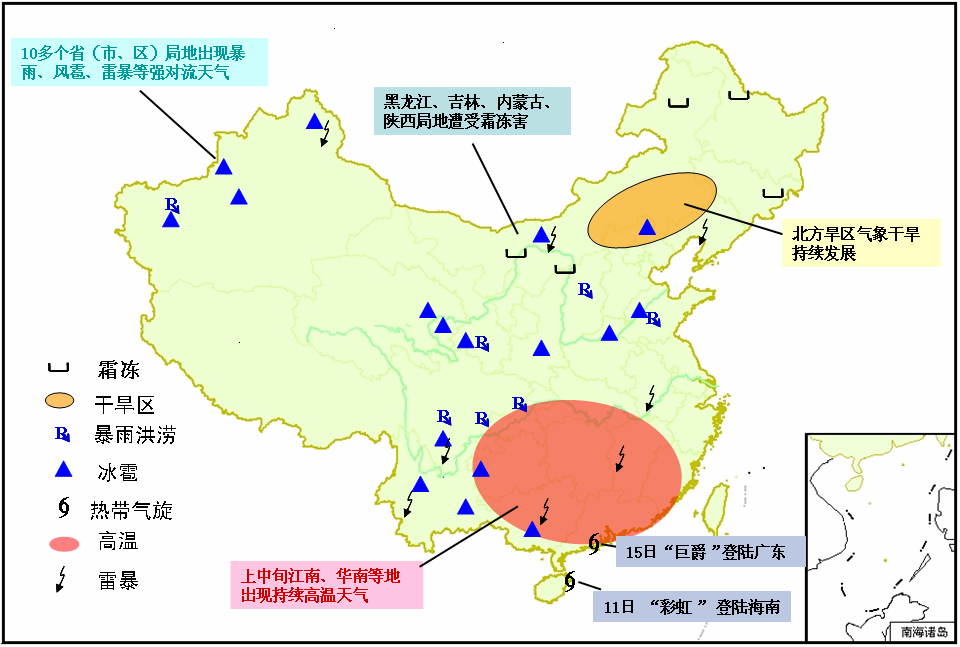 10多个省（市、区）局地出现暴
雨、风雹、雷暴等强对流天气
黑龙江、吉林、内蒙古、
陕西局地遭受霜冻害
北方旱区气象干旱
持续发展
霜冻
干旱区
暴雨洪涝
冰雹
热带气旋
高温
雷暴
上中旬江南、华南等地
出现持续高温天气
15日“巨爵 ”登陆广东
11日 “彩虹 ” 登陆海南
南海诸岛